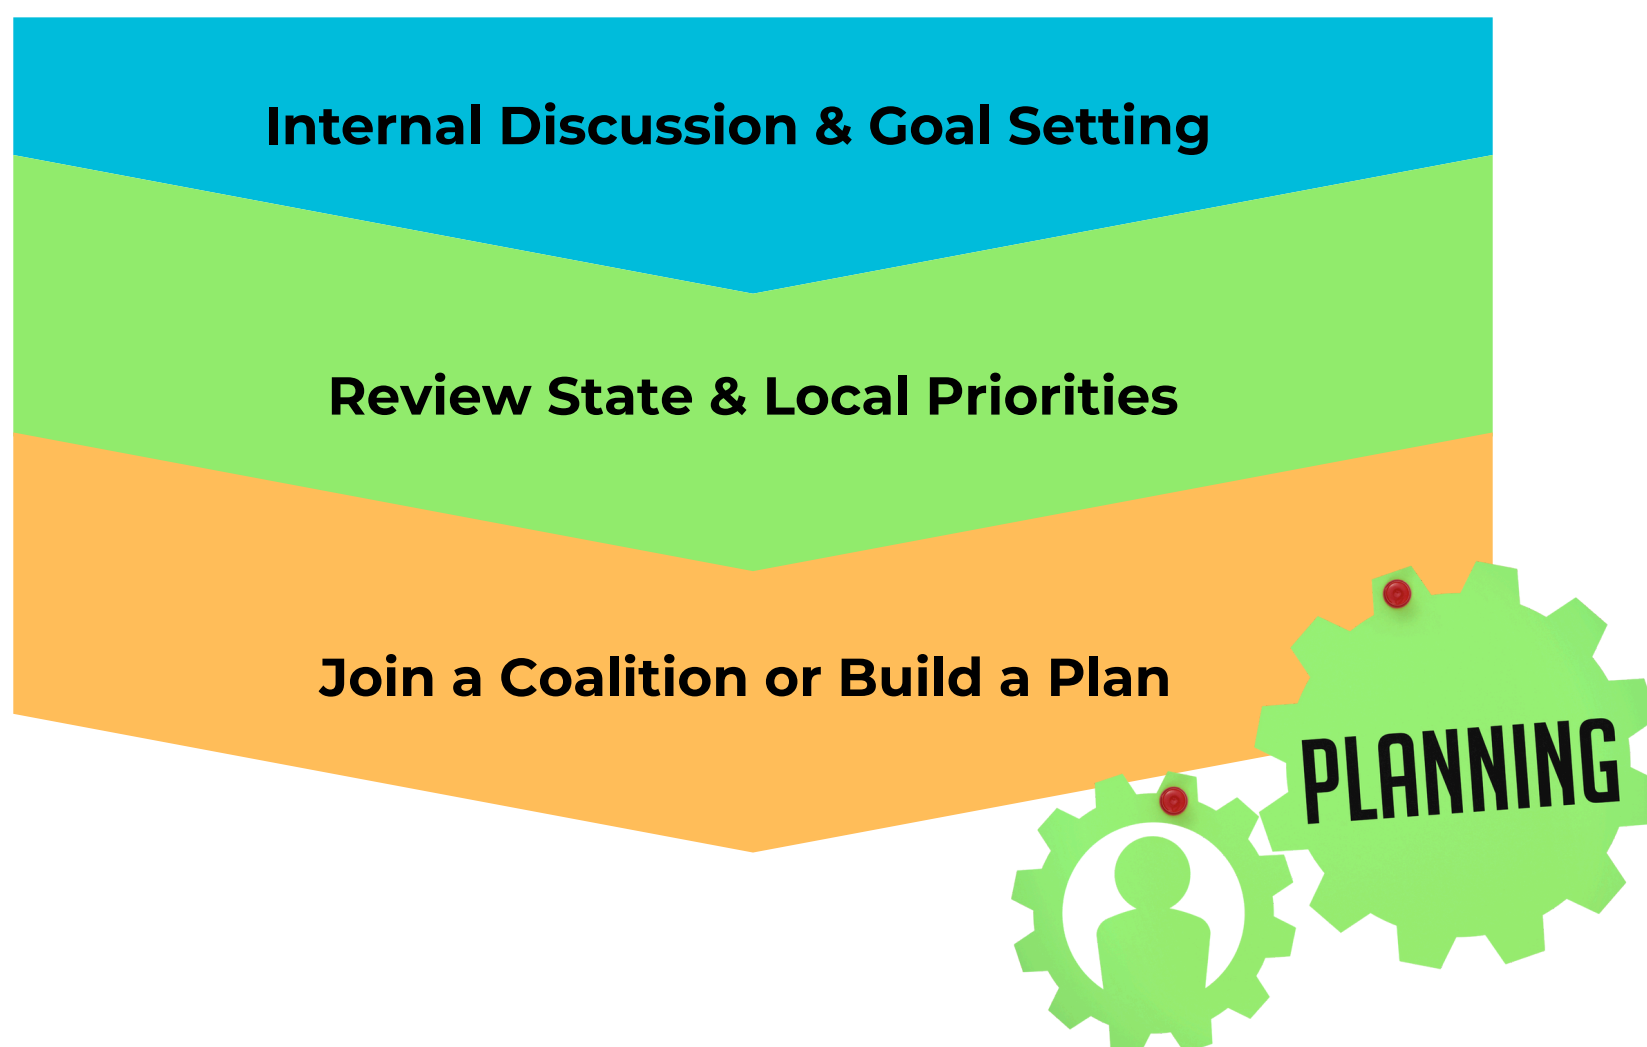 Internal Discussion & Goal Setting
Review State & Local Priorities
Join a Coalition or Build a Plan
PLANNING